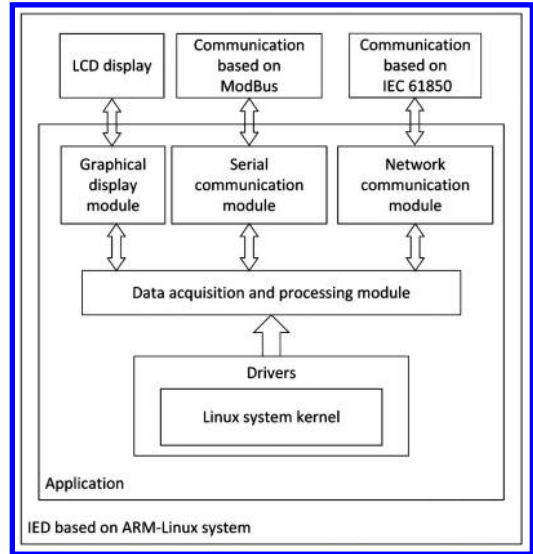 LCD display
Communication
based on
ModBus
Communication
based on
IEC 61850
Graphical
display
module
Serial
communication
module
Network
communication
module
Data acquisition and processing module
Drivers
Linux system kernel
Application
IED based on ARM-Linux system